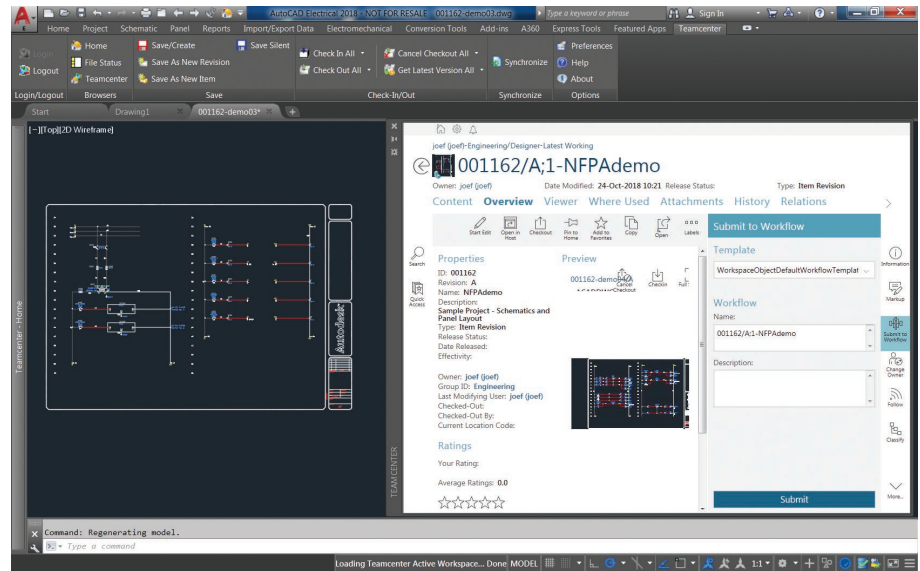 AutoCAD Electrical 2018 - NOT FOR RESALE 001162-demo03.dwg Type a keyword or phrase Sign In
Home Project Schematic Panel Reports Import/Export Data Electromechanical Conversion Tools Add-ins A360 Express Tools Featured Apps Teamcenter
Login
Logout
Home
File Status
Teamcenter
Save/Create
Save As New Revision
Save As New Item
Save Silent
Check In All
Check Out All
Cancel Checkout All
Get Latest Version All
Synchronize
Preferences
Help
About
Login/Logout Browsers Save Check-In/Out Synchronize Options
Start Drawing1 001162-demo03*
[-][Top][2D Wireframe]
Autodesk
Teamcenter - Home
TEAMCENTER
joef (joef)-Engineering/Designer-Latest Working
001162/A;1-NFPAdemo
Owner: joef (joef) Date Modified: 24-Oct-2018 10:21 Release Status: Type: Item Revision
Content Overview Viewer Where Used Attachments History Relations
Start Edit
Open in Host
Checkout
Pin to Home
Add to Favorites
Copy
Open
Labels
Search
Quick Access
Properties
ID: 001162
Revision: A
Name: NFPAdemo
Description:
Sample Project - Schematics and
Panel Layout
Type: Item Revision
Release Status:
Date Released:
Effectivity:
Owner: joef (joef)
Group ID: Engineering
Last Modifying User: joef (joef)
Checked-Out:
Checked-Out By:
Current Location Code:
Ratings
Your Rating:
Average Ratings: 0.0
Preview
Cancel Checkout
Checkin
Submit to Workflow
Template
WorkspaceObjectDefaultWorkflowTemplat
Workflow
Name:
001162/A;1-NFPAdemo
Description:
Submit
Information
Markup
Submit to Workflow
Change Owner
Follow
Classify
More...
Command: Regenerating model.
Type a command
Loading Teamcenter Active Workspace... Done MODEL 1:1